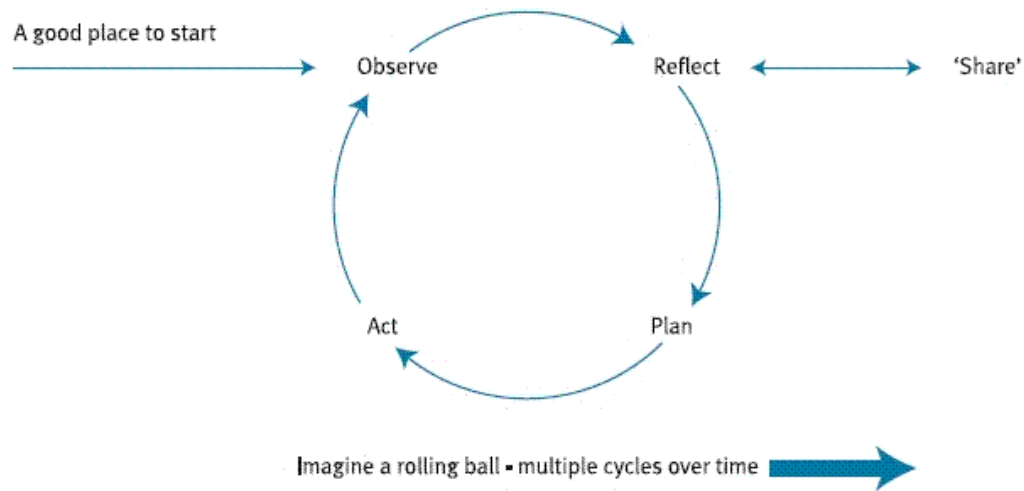 A good place to start
Observe
Reflect
‘Share’
Act
Plan
Imagine a rolling ball - multiple cycles over time